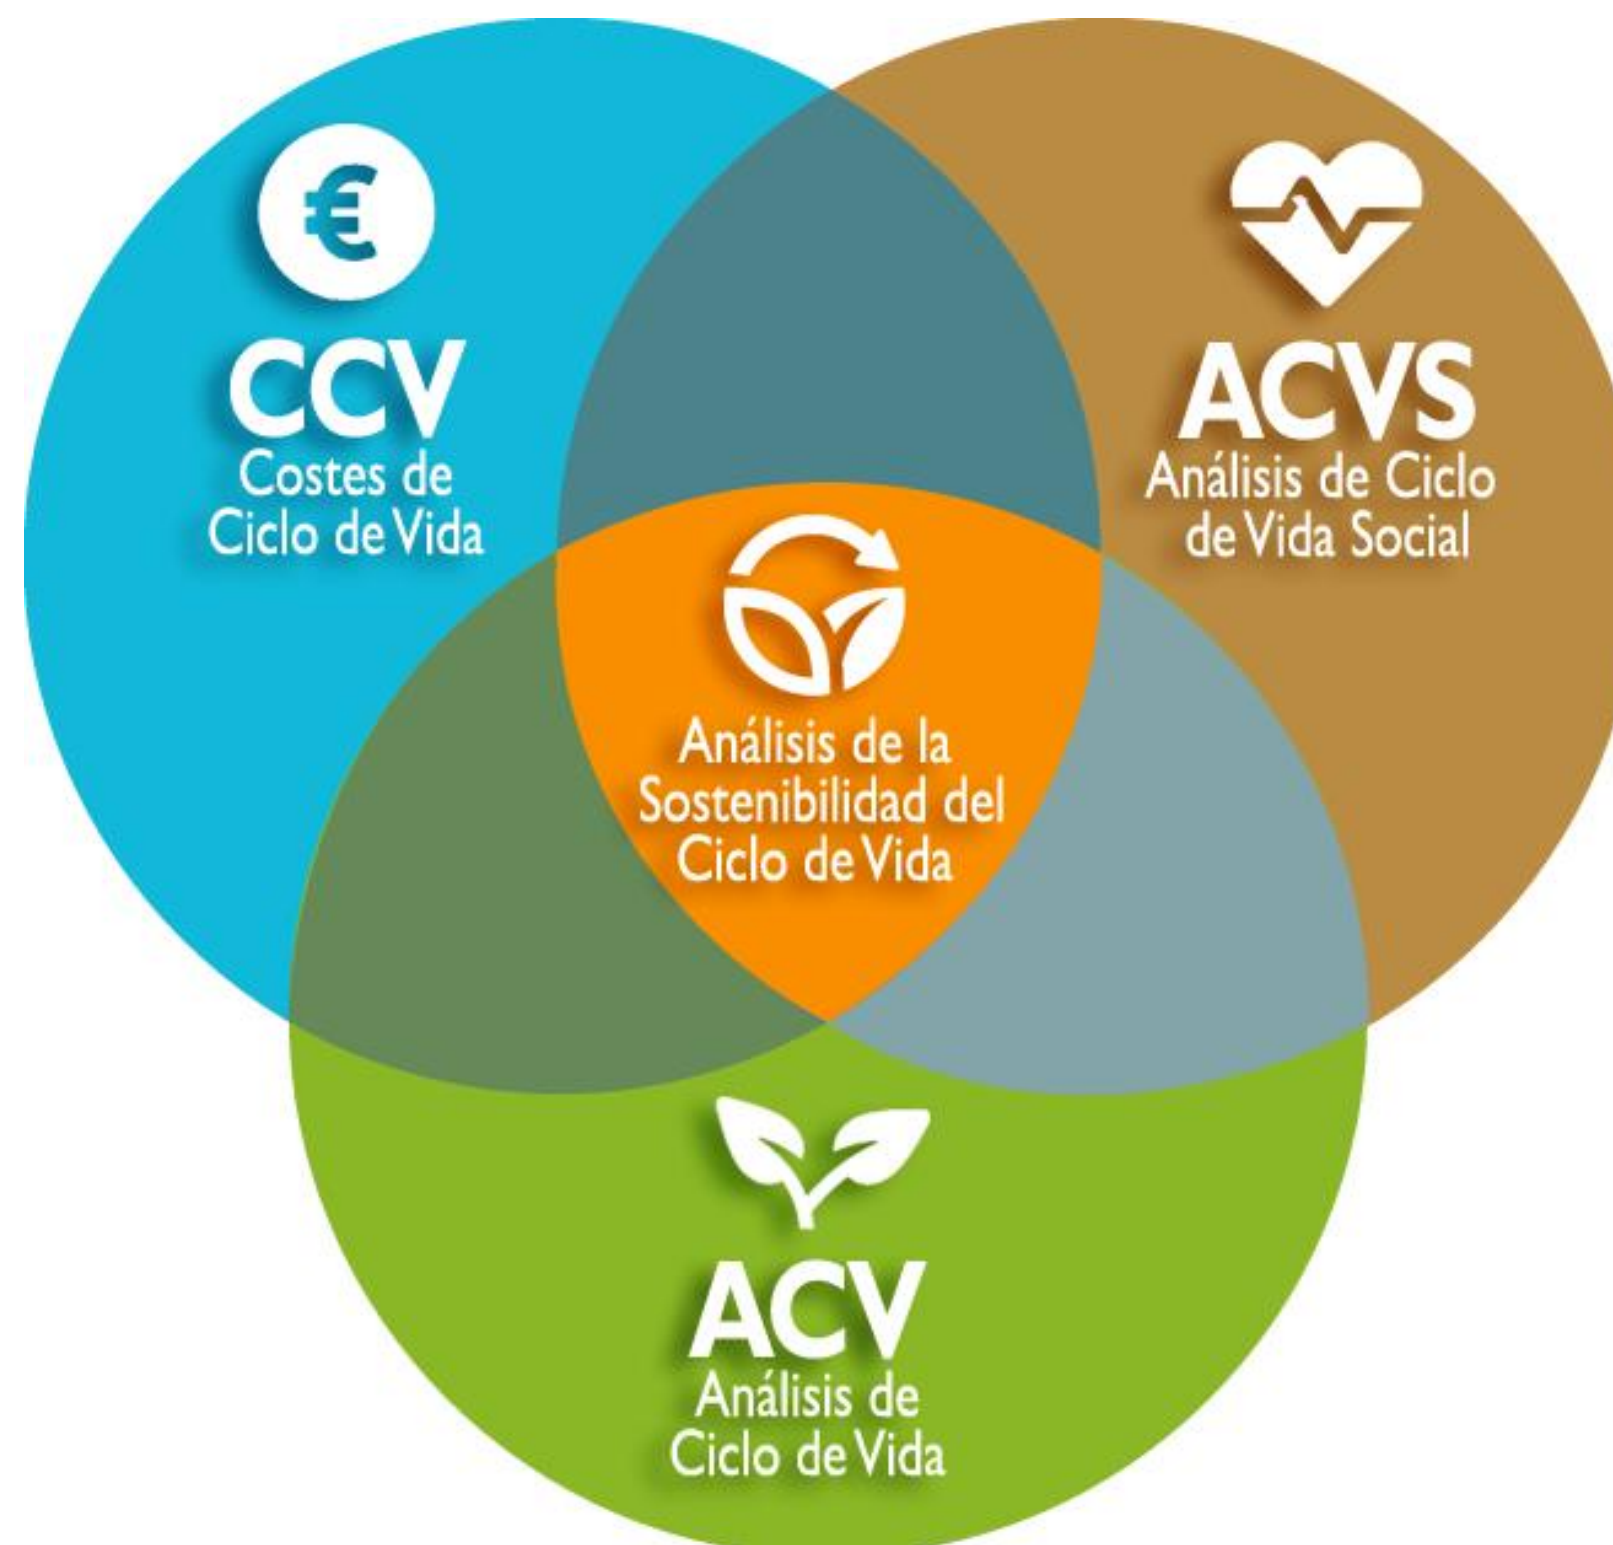 €
CCV
Costes de
Ciclo de Vida
ACVS
Análisis de Ciclo
de Vida Social
Análisis de la
Sostenibilidad del
Ciclo de Vida
ACV
Análisis de
Ciclo de Vida